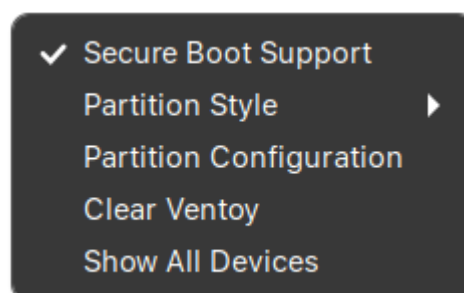 Secure Boot Support
Partition Style
Partition Configuration
Clear Ventoy
Show All Devices